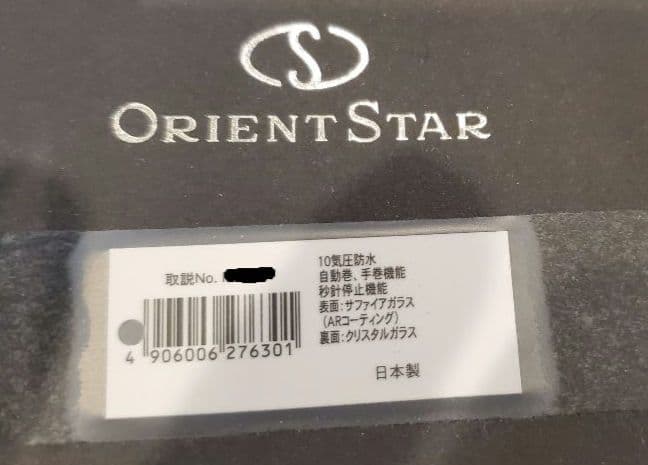 ORIENT STAR
取説No.
10気圧防水
自動巻、手巻機能
秒針停止機能
表面:サファイアガラス
(ARコーティング)
裏面:クリスタルガラス
4 906006 276301
日本製